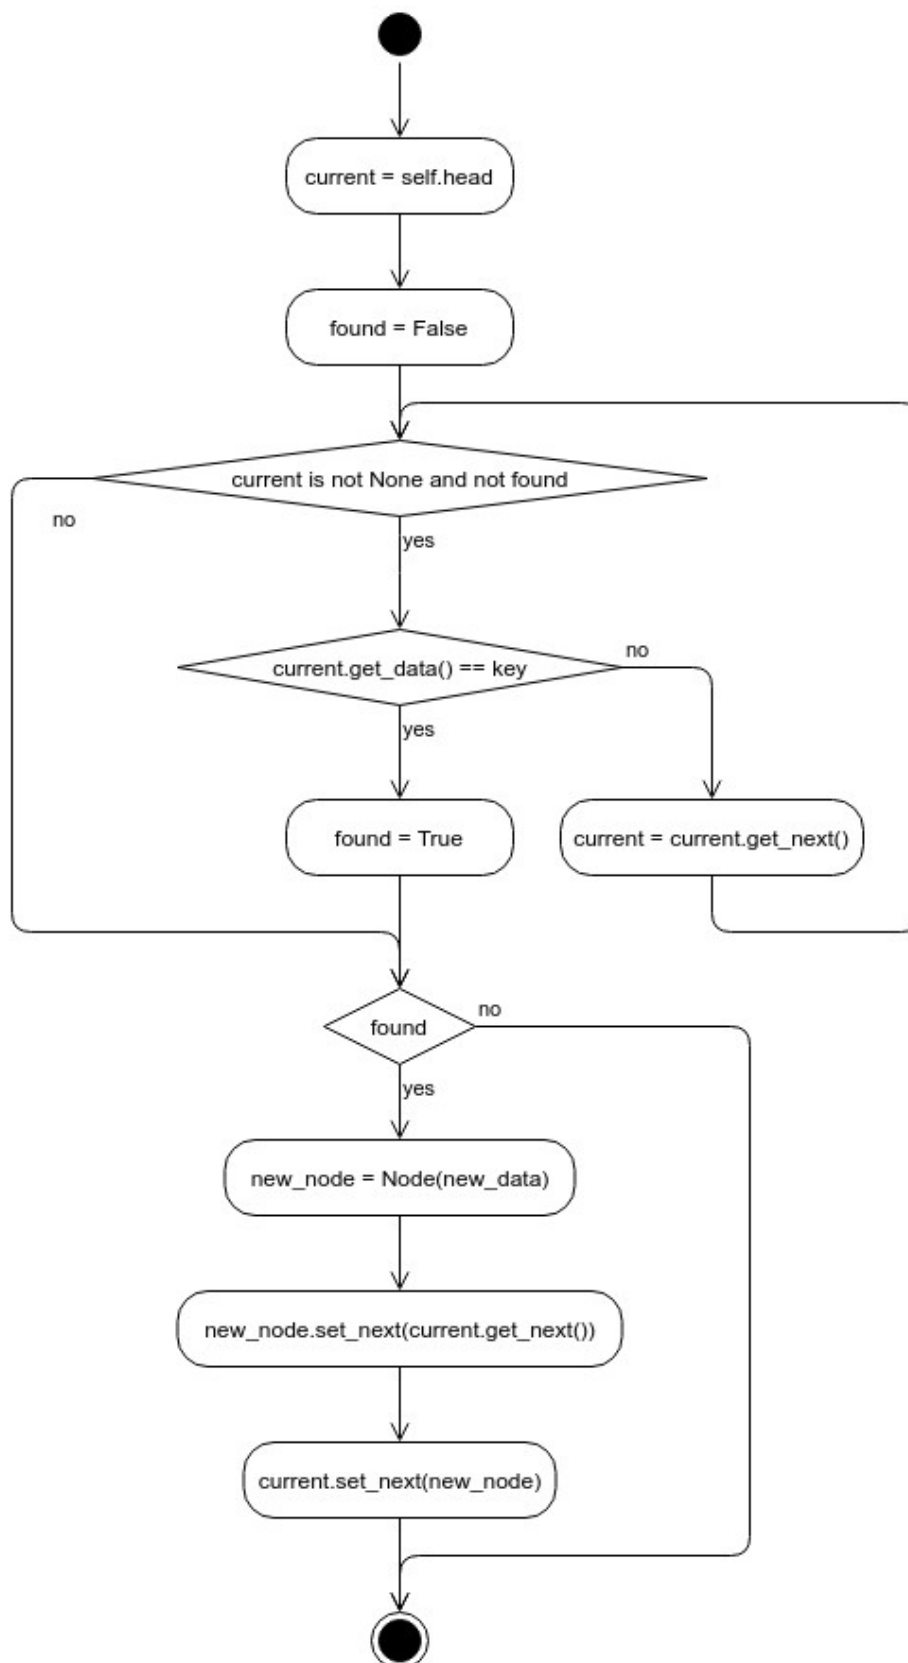 current = self.head
found = False
current is not None and not found
no
yes
current.get_data() == key
no
yes
found = True
current = current.get_next()
found
no
yes
new_node = Node(new_data)
new_node.set_next(current.get_next())
current.set_next(new_node)